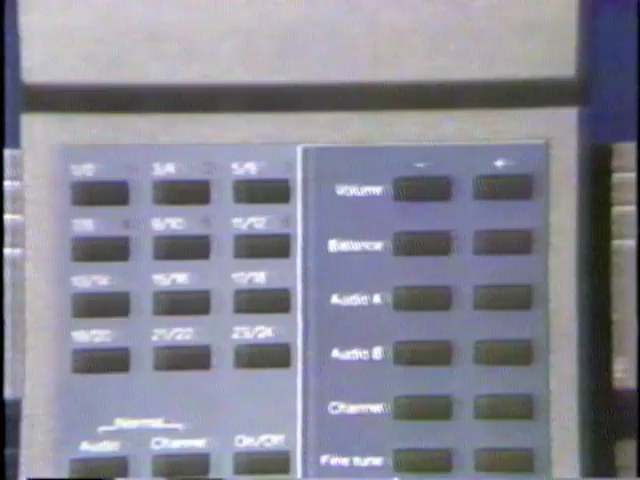 1/2 3/4 5/6
7/8 9/10 11/12
13/14 15/16 17/18
19/20 21/22 23/24
Normal
Audio Channel On/Off
- +
Volume
Balance
Audio A
Audio B
Channel
Fine tune